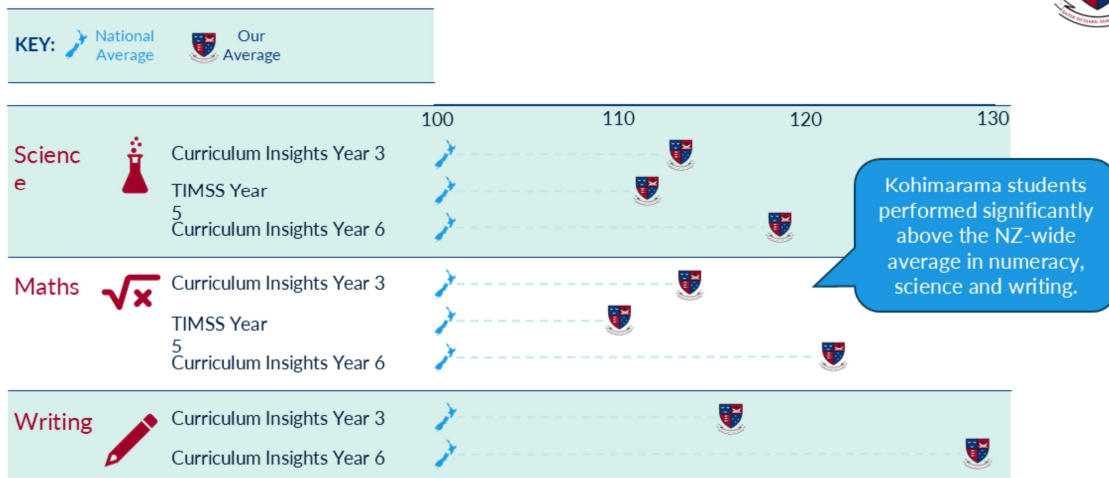 KEY:
National
Average
Our
Average
100 110 120 130
Scienc
e
Curriculum Insights Year 3
TIMSS Year
5
Curriculum Insights Year 6
Maths
Curriculum Insights Year 3
TIMSS Year
5
Curriculum Insights Year 6
Kohimarama students
performed significantly
above the NZ-wide
average in numeracy,
science and writing.
Writing
Curriculum Insights Year 3
Curriculum Insights Year 6